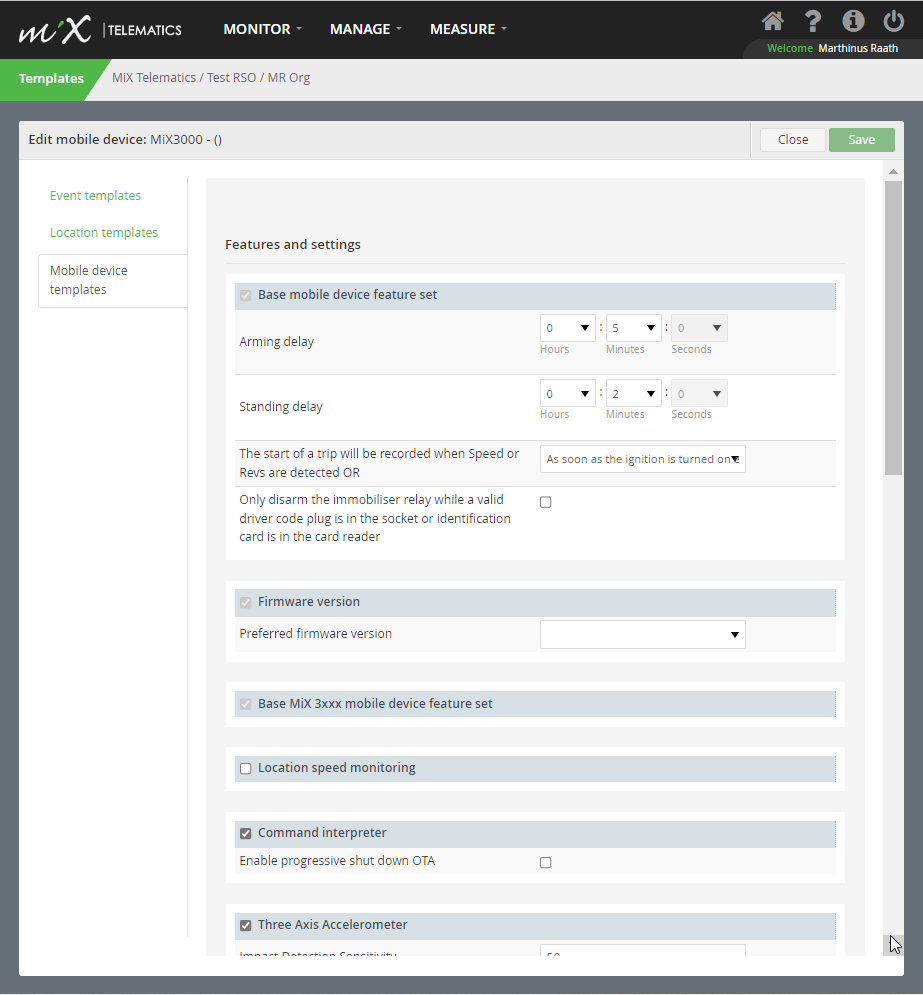 miX TELEMATICS MONITOR MANAGE MEASURE
Welcome Marthinus Raath
Templates MiX Telematics / Test RSO / MR Org
Edit mobile device: MiX3000 - () Close Save
Event templates
Location templates
Mobile device
templates
Features and settings
Base mobile device feature set
Arming delay 0 : 5 : 0
Hours Minutes Seconds
Standing delay 0 : 2 : 0
Hours Minutes Seconds
The start of a trip will be recorded when Speed or
Revs are detected OR As soon as the ignition is turned on
Only disarm the immobiliser relay while a valid
driver code plug is in the socket or identification
card is in the card reader
Firmware version
Preferred firmware version
Base MiX 3xxx mobile device feature set
Location speed monitoring
Command interpreter
Enable progressive shut down OTA
Three Axis Accelerometer
Impact Detection Sensitivity 50